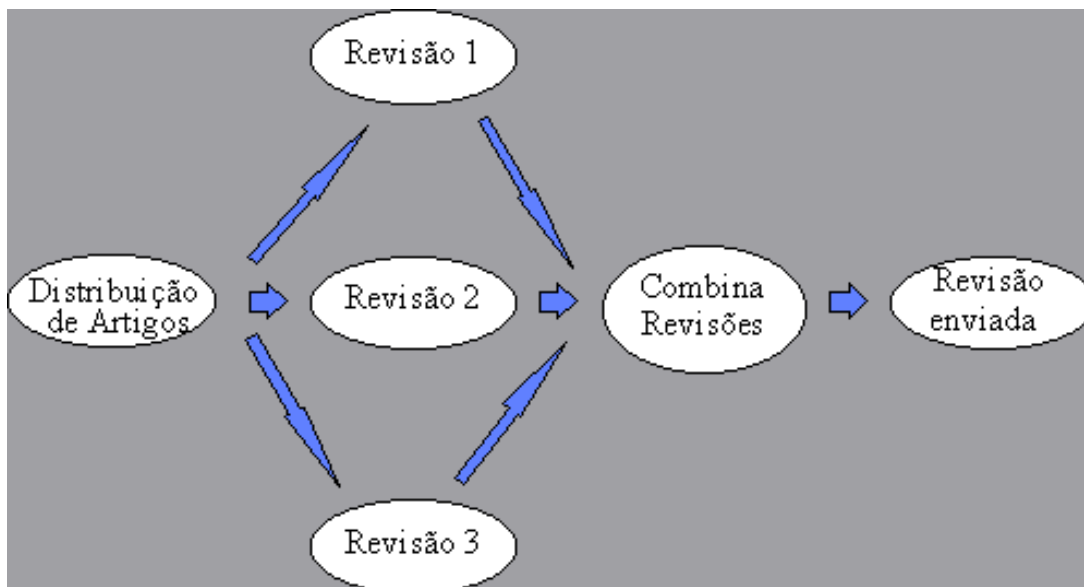 Revisão 1
Distribuição
de Artigos
Revisão 2
Combina
Revisões
Revisão
enviada
Revisão 3